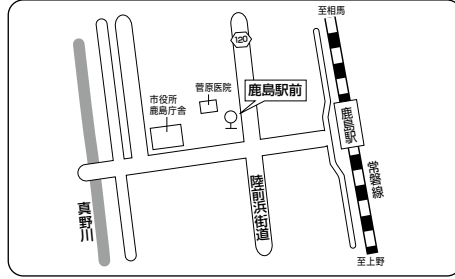 至相馬
120
菅原医院
鹿島駅前
市役所
鹿島庁舎
鹿島駅
常磐線
陸前浜街道
真野川
至上野